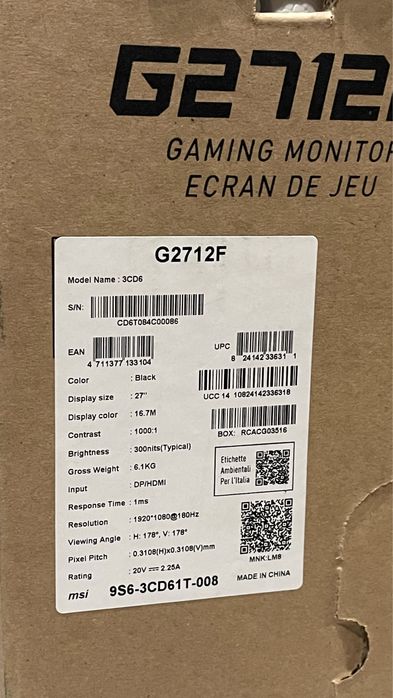 G2712
GAMING MONITOR
ECRAN DE JEU
G2712F
Model Name : 3CD6
S/N:
CD6T084C00086
EAN
4 711377 133104
UPC
8 24142 33631 1
UCC 14 10824142336318
BOX: RCACG03516
Color : Black
Display size : 27"
Display color : 16.7M
Contrast : 1000:1
Brightness : 300nits(Typical)
Gross Weight : 6.1KG
Input : DP/HDMI
Response Time : 1ms
Resolution : 1920*1080@180Hz
Viewing Angle : H: 178°, V: 178°
Pixel Pitch : 0.3108(H)x0.3108(V)mm
Rating : 20V ⎓ 2.25A
Etichette
Ambientali
Per l'Italia
MNK:LM8
msi 9S6-3CD61T-008
MADE IN CHINA